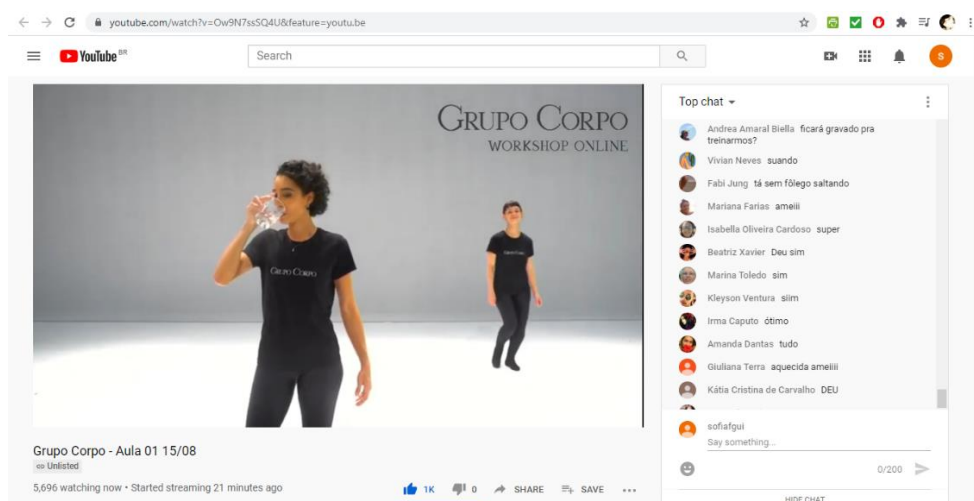 youtube.com/watch?v=Ow9N7ssSQ4U&feature=youtu.be
YouTube BR
Search
S
GRUPO CORPO
WORKSHOP ONLINE
GRUPO CORPO
GRUPO CORPO
Grupo Corpo - Aula 01 15/08
Unlisted
5,696 watching now • Started streaming 21 minutes ago
1K
0
SHARE
SAVE
Top chat
Andrea Amaral Biella ficará gravado pra
treinarmos?
Vivian Neves suando
Fabi Jung tá sem fôlego saltando
Mariana Farias ameiii
Isabella Oliveira Cardoso super
Beatriz Xavier Deu sim
Marina Toledo sim
Kleyson Ventura siim
Irma Caputo ótimo
Amanda Dantas tudo
Giuliana Terra aquecida ameiiii
Kátia Cristina de Carvalho DEU
sofiafgui
Say something...
0/200
HIDE CHAT